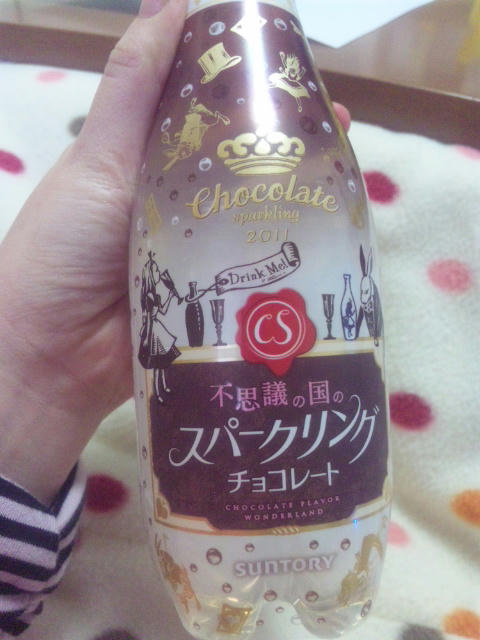 Chocolate
sparkling
2011
Drink Me!
CS
不思議の国の
スパークリング
チョコレート
CHOCOLATE FLAVOR
WONDERLAND
SUNTORY